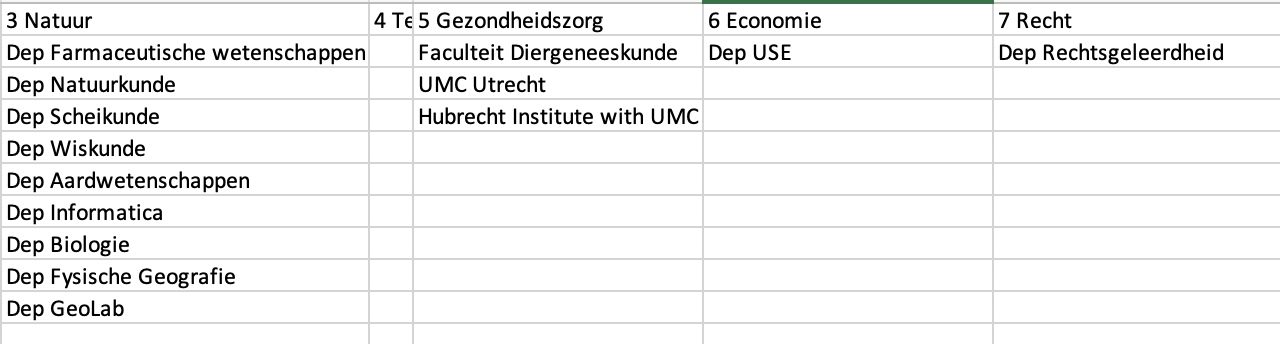 3 Natuur 4 Te 5 Gezondheidszorg 6 Economie 7 Recht
Dep Farmaceutische wetenschappen Faculteit Diergeneeskunde Dep USE Dep Rechtsgeleerdheid
Dep Natuurkunde UMC Utrecht
Dep Scheikunde Hubrecht Institute with UMC
Dep Wiskunde
Dep Aardwetenschappen
Dep Informatica
Dep Biologie
Dep Fysische Geografie
Dep GeoLab